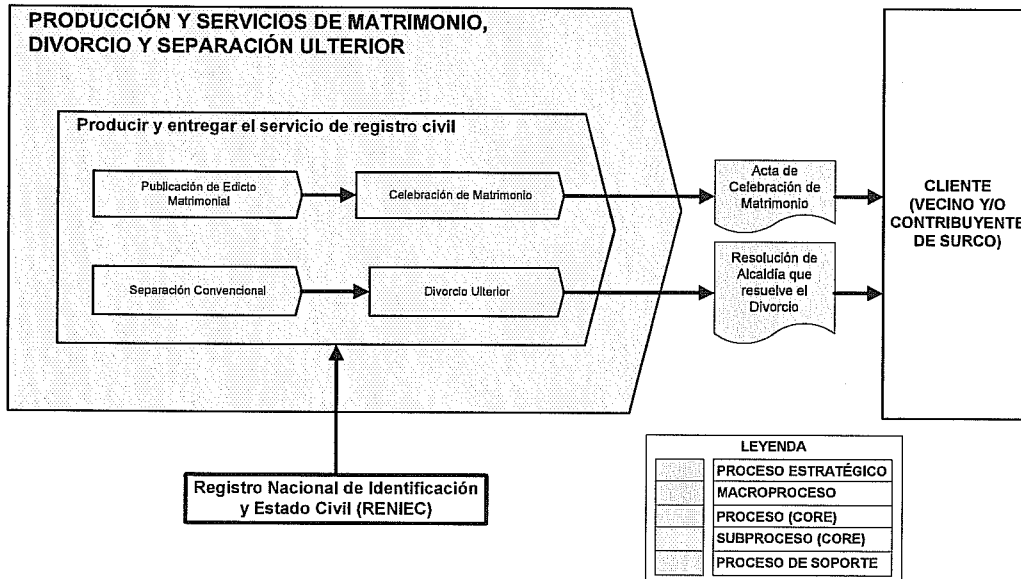 PRODUCCIÓN Y SERVICIOS DE MATRIMONIO,
DIVORCIO Y SEPARACIÓN ULTERIOR
Producir y entregar el servicio de registro civil
Publicación de Edicto
Matrimonial
Celebración de Matrimonio
Acta de
Celebración de
Matrimonio
Separación Convencional
Divorcio Ulterior
Resolución de
Alcaldía que
resuelve el
Divorcio
CLIENTE
(VECINO Y/O
CONTRIBUYENTE
DE SURCO)
Registro Nacional de Identificación
y Estado Civil (RENIEC)
LEYENDA
PROCESO ESTRATÉGICO
MACROPROCESO
PROCESO (CORE)
SUBPROCESO (CORE)
PROCESO DE SOPORTE